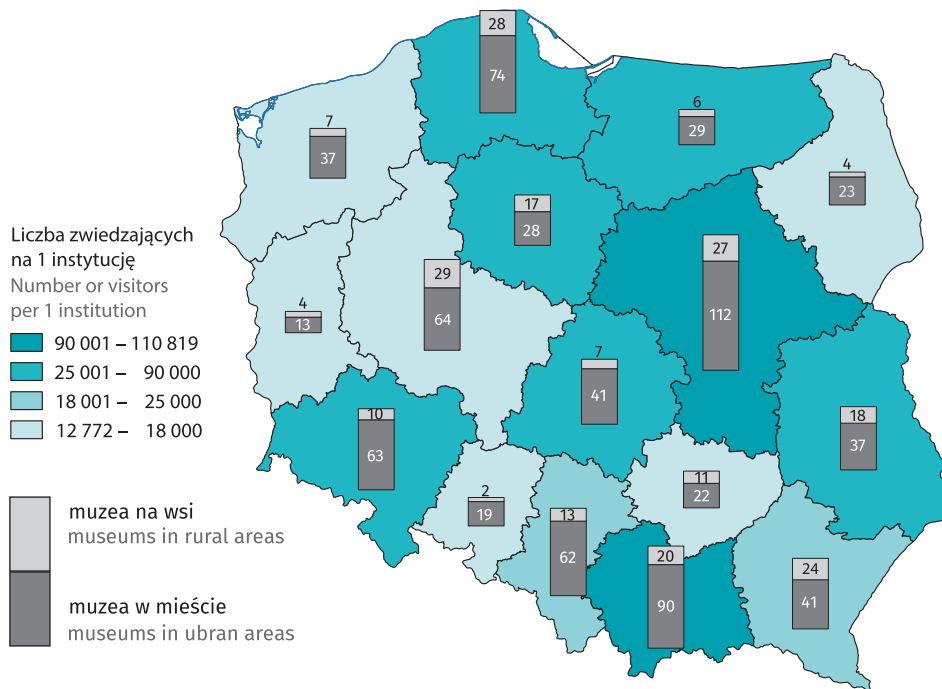 28
74
6
29
7
37
4
23
17
28
27
112
29
64
4
13
7
41
10
63
18
37
11
22
2
19
13
62
20
90
24
41
Liczba zwiedzających
na 1 instytucję
Number or visitors
per 1 institution
90 001 – 110 819
25 001 – 90 000
18 001 – 25 000
12 772 – 18 000
muzea na wsi
museums in rural areas
muzea w mieście
museums in ubran areas